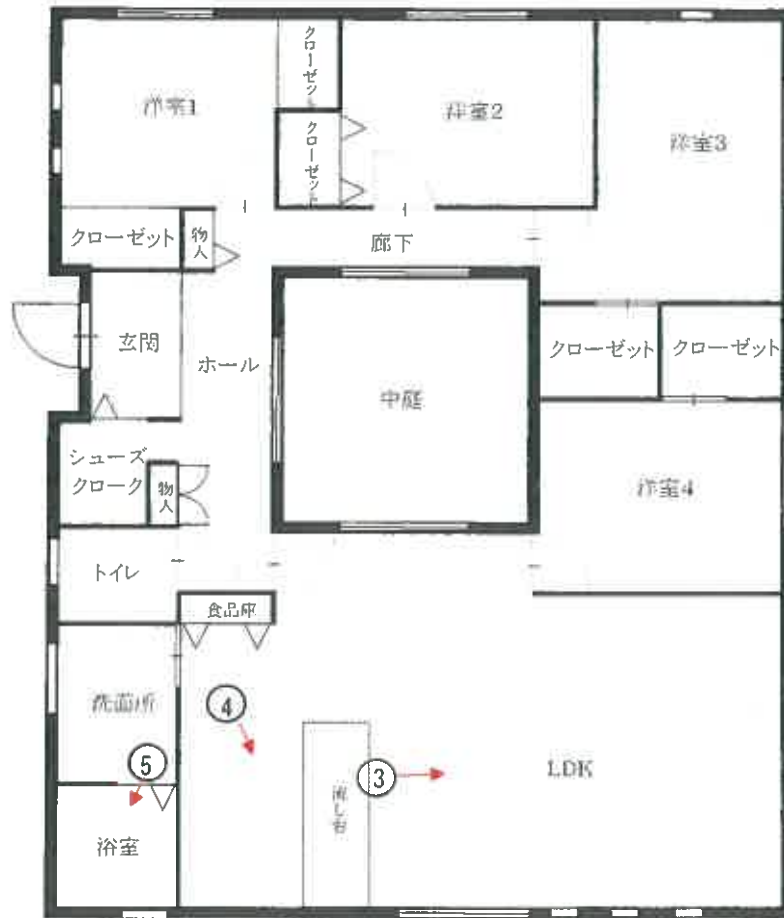 洋室1
クローゼット
クローゼット
洋室2
洋室3
クローゼット
物入
廊下
玄関
ホール
中庭
クローゼット
クローゼット
シューズ
クローク
物入
洋室4
トイレ
食品庫
洗面所
④
⑤
③
流し台
LDK
浴室